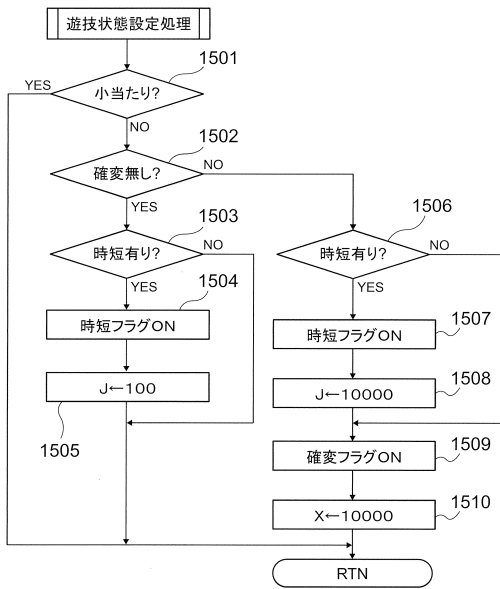 遊技状態設定処理
1501
YES
小当たり?
NO
1502
NO
確変無し?
YES
1503
1506
時短有り?
NO
時短有り?
NO
YES
YES
1504
時短フラグON
1507
時短フラグON
J←100
1508
J←10000
1505
1509
確変フラグON
1510
X←10000
RTN